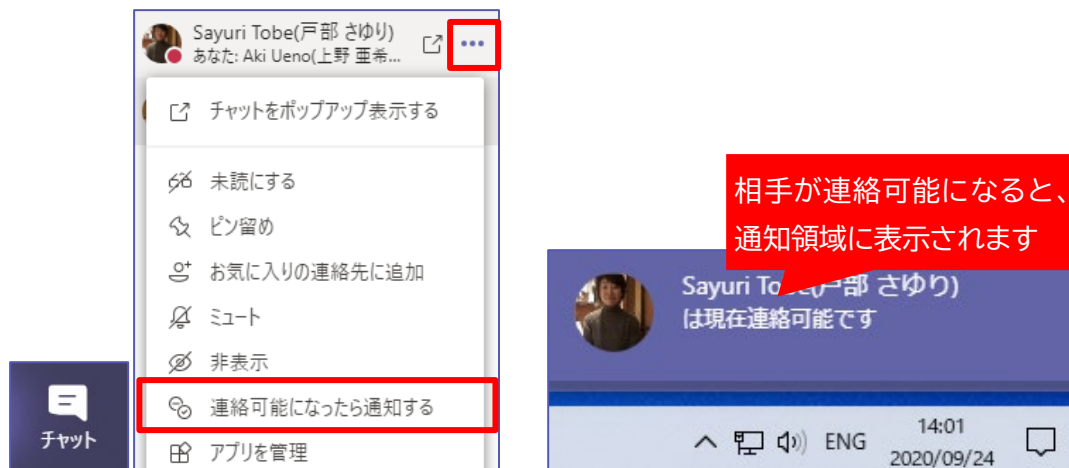 Sayuri Tobe(戸部 さゆり)
あなた: Aki Ueno(上野 亜希...
チャットをポップアップ表示する
未読にする
ピン留め
お気に入りの連絡先に追加
ミュート
非表示
連絡可能になったら通知する
アプリを管理
チャット
相手が連絡可能になると、
通知領域に表示されます
Sayuri To 戸部 さゆり)
は現在連絡可能です
ENG
14:01
2020/09/24